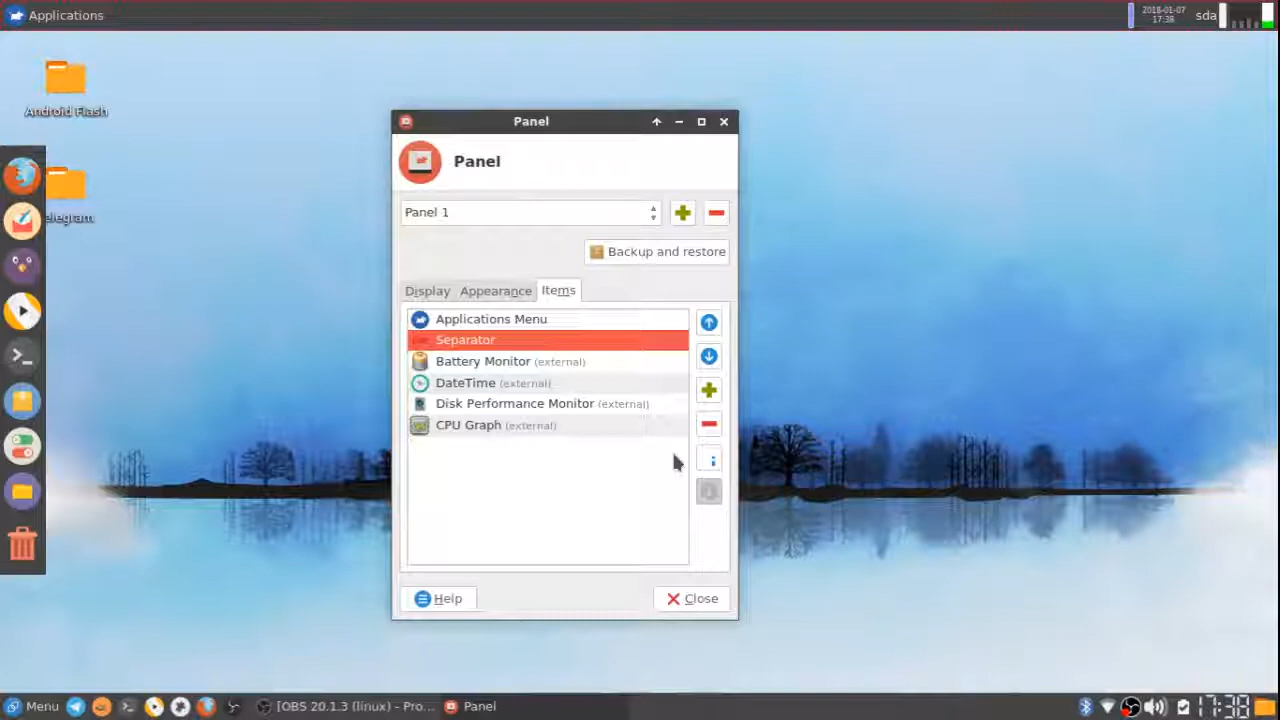 Applications
2018-01-07
17:38
sda
Android Flash
elegram
Panel
Panel
Panel 1
Backup and restore
Display Appearance Items
Applications Menu
Separator
Battery Monitor (external)
DateTime (external)
Disk Performance Monitor (external)
CPU Graph (external)
Help
Close
Menu
[OBS 20.1.3 (linux) - Pro...
Panel
17:38